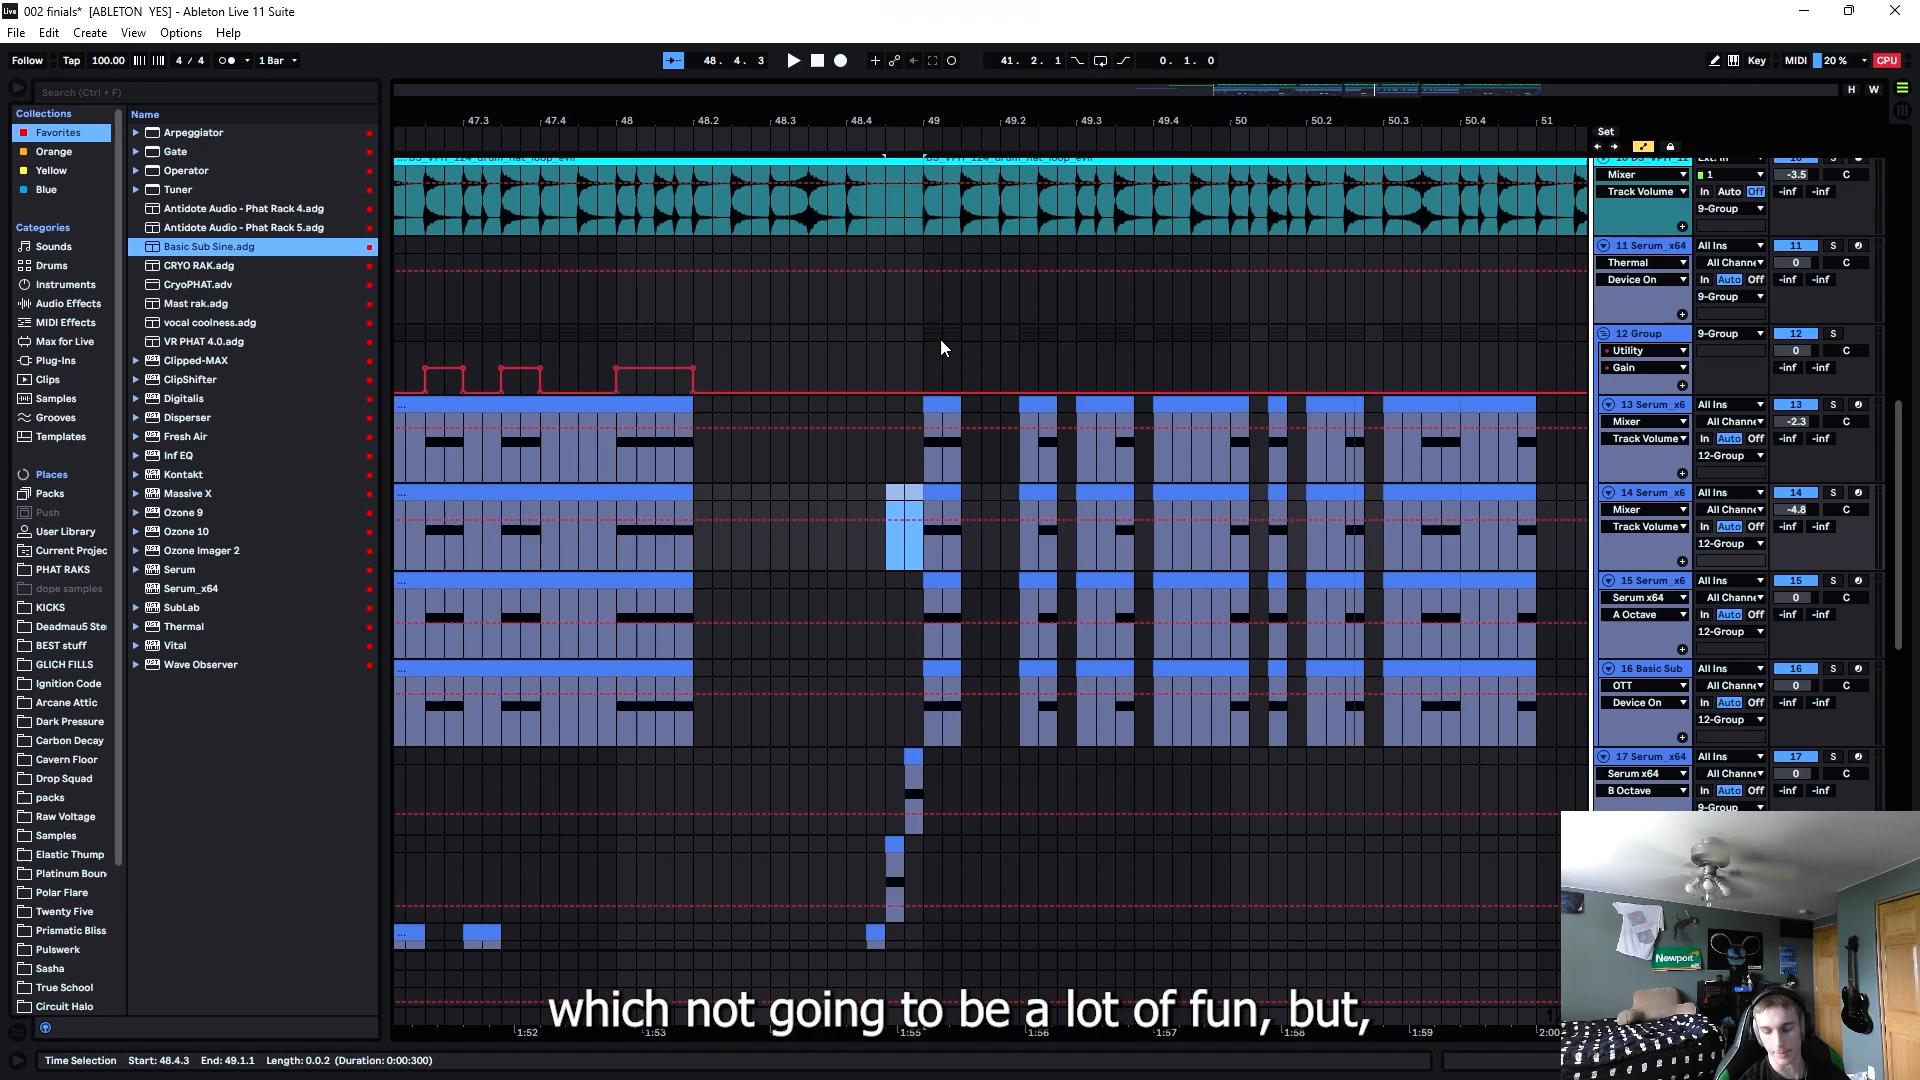 002 finials* [ABLETON YES] - Ableton Live 11 Suite
File Edit Create View Options Help
Follow Tap 100.00 4 / 4 1 Bar 48. 4. 3 41. 2. 1 0. 1. 0 Key MIDI 20 % CPU
Search (Ctrl + F)
H W
Collections
Favorites
Orange
Yellow
Blue
Categories
Sounds
Drums
Instruments
Audio Effects
MIDI Effects
Max for Live
Plug-Ins
Clips
Samples
Grooves
Templates
Places
Packs
Push
User Library
Current Projec
PHAT RAKS
dope samples
KICKS
Deadmau5 Ste
BEST stuff
GLICH FILLS
Ignition Code
Arcane Attic
Dark Pressure
Carbon Decay
Cavern Floor
Drop Squad
packs
Raw Voltage
Samples
Elastic Thump
Platinum Boun
Polar Flare
Twenty Five
Prismatic Bliss
Pulswerk
Sasha
True School
Circuit Halo
Name
Arpeggiator
Gate
Operator
Tuner
Antidote Audio - Phat Rack 4.adg
Antidote Audio - Phat Rack 5.adg
Basic Sub Sine.adg
CRYO RAK.adg
CryoPHAT.adv
Mast rak.adg
vocal coolness.adg
VR PHAT 4.0.adg
Clipped-MAX
ClipShifter
Digitalis
Disperser
Fresh Air
Inf EQ
Kontakt
Massive X
Ozone 9
Ozone 10
Ozone Imager 2
Serum
Serum_x64
SubLab
Thermal
Vital
Wave Observer
47.3 47.4 48 48.2 48.3 48.4 49 49.2 49.3 49.4 50 50.2 50.3 50.4 51
Set
Mixer 1 -3.5 C
Track Volume In Auto Off -inf -inf
9-Group
11 Serum_x64 All Ins 11 S
Thermal All Channe 0 C
Device On In Auto Off -inf -inf
9-Group
12 Group 9-Group 12 S
Utility 0 C
Gain -inf -inf
13 Serum_x6 All Ins 13 S
Mixer All Channe -2.3 C
Track Volume In Auto Off -inf -inf
12-Group
14 Serum_x6 All Ins 14 S
Mixer All Channe -4.8 C
Track Volume In Auto Off -inf -inf
12-Group
15 Serum_x6 All Ins 15 S
Serum x64 All Channe 0 C
A Octave In Auto Off -inf -inf
12-Group
16 Basic Sub All Ins 16 S
OTT All Channe 0 C
Device On In Auto Off -inf -inf
12-Group
17 Serum_x64 All Ins 17 S
Serum x64 All Channe 0 C
B Octave In Auto Off -inf -inf
9-Group
Newport
which not going to be a lot of fun, but,
1:52 1:53 1:55 1:56 1:57 1:58 1:59 2:00
Time Selection Start: 48.4.3 End: 49.1.1 Length: 0.0.2 (Duration: 0:00:300)